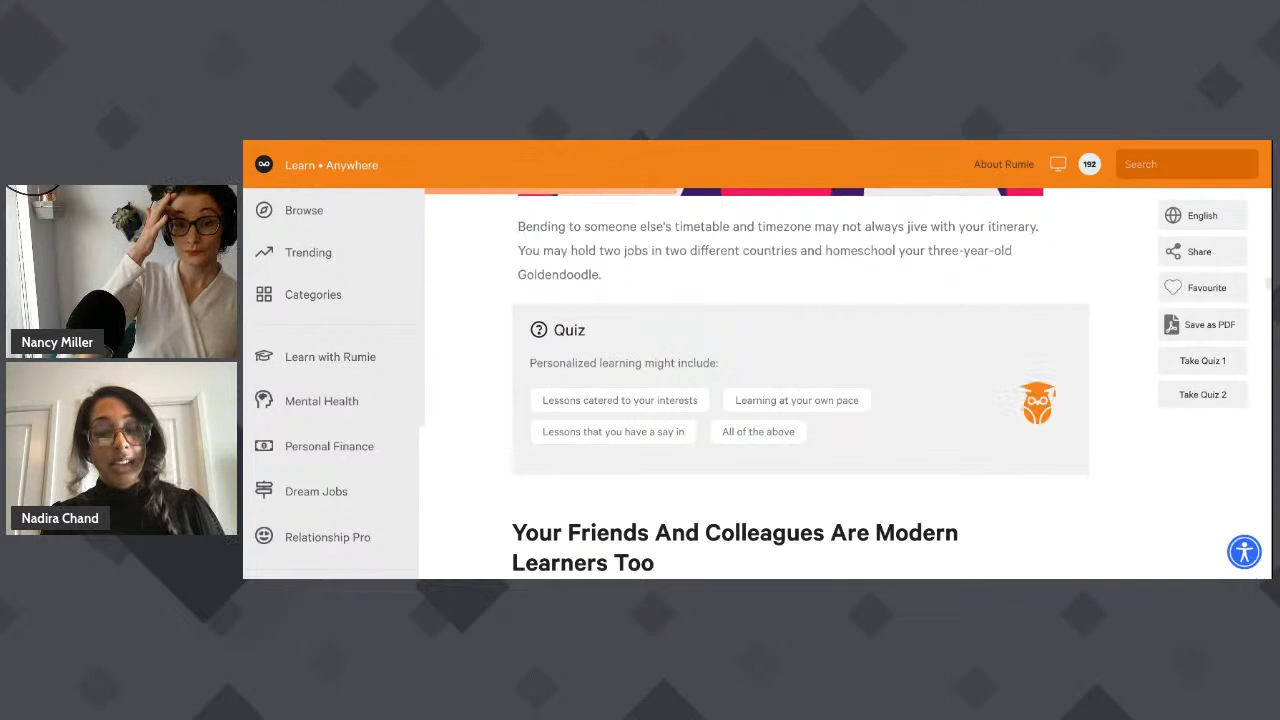 Learn • Anywhere
About Rumie
192
Search
Browse
Trending
Categories
Learn with Rumie
Mental Health
Personal Finance
Dream Jobs
Relationship Pro
Bending to someone else's timetable and timezone may not always jive with your itinerary.
You may hold two jobs in two different countries and homeschool your three-year-old
Goldendoodle.
Quiz
Personalized learning might include:
Lessons catered to your interests
Learning at your own pace
Lessons that you have a say in
All of the above
Your Friends And Colleagues Are Modern
Learners Too
English
Share
Favourite
Save as PDF
Take Quiz 1
Take Quiz 2
Nancy Miller
Nadira Chand